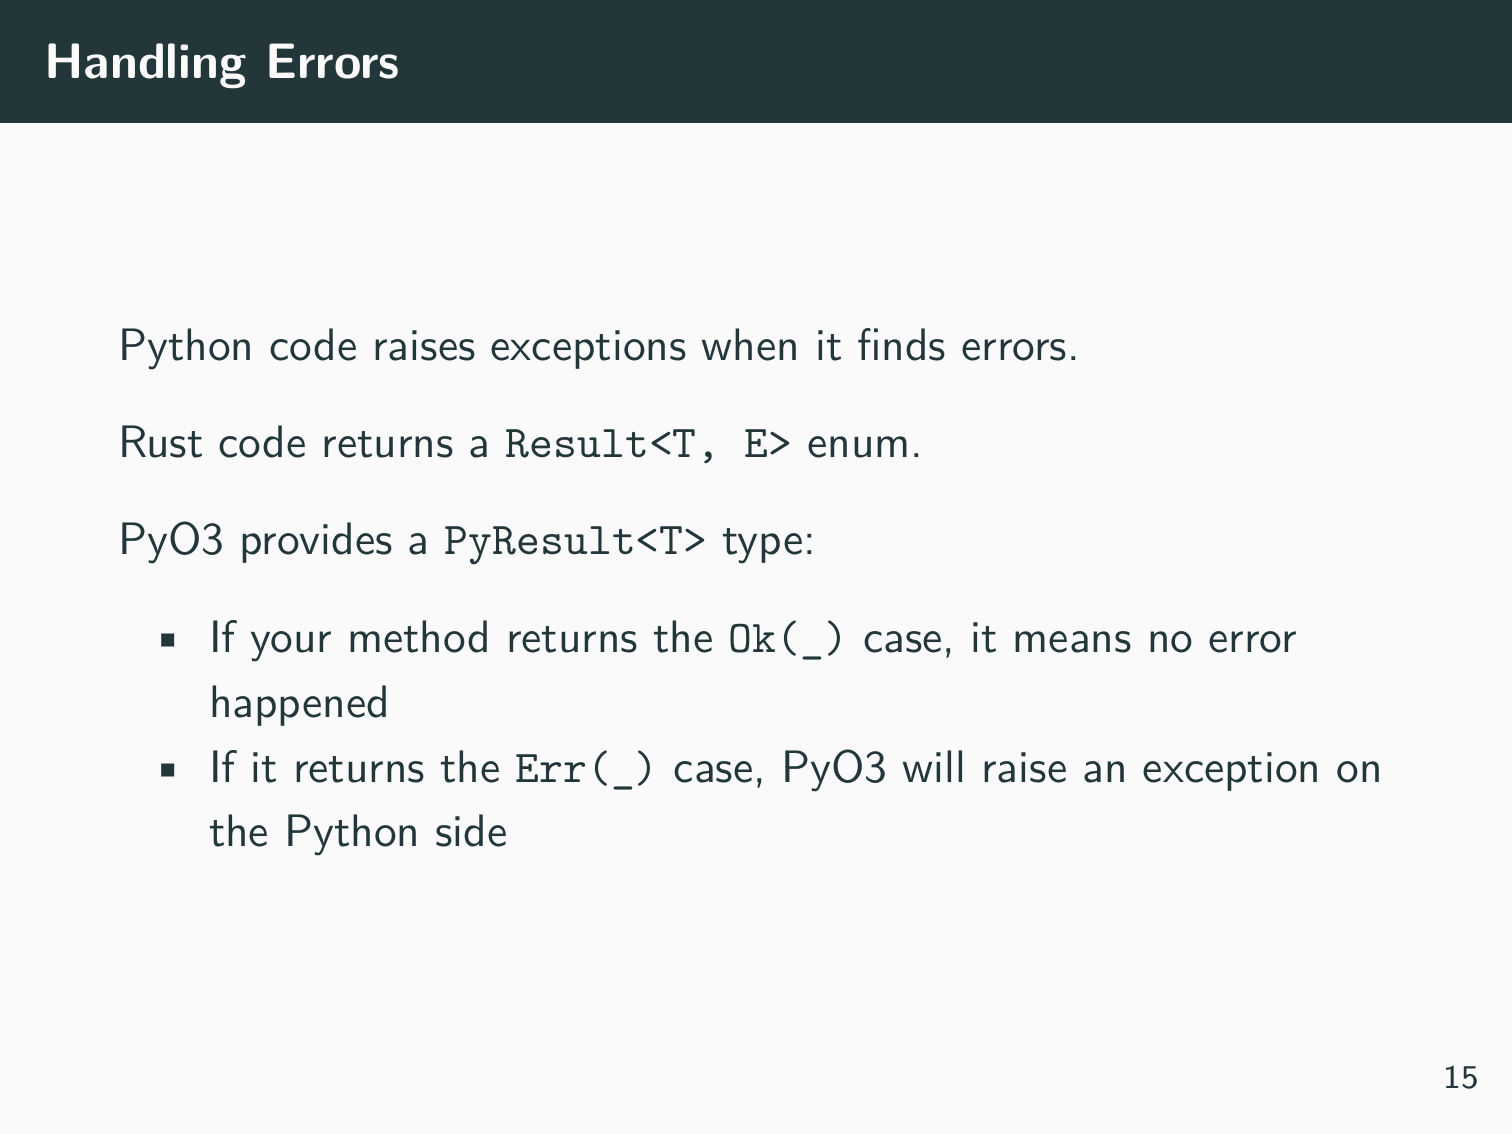 Handling Errors
Python code raises exceptions when it finds errors.
Rust code returns a Result<T, E> enum.
PyO3 provides a PyResult<T> type:
▪ If your method returns the Ok(_) case, it means no error
happened
▪ If it returns the Err(_) case, PyO3 will raise an exception on
the Python side
15